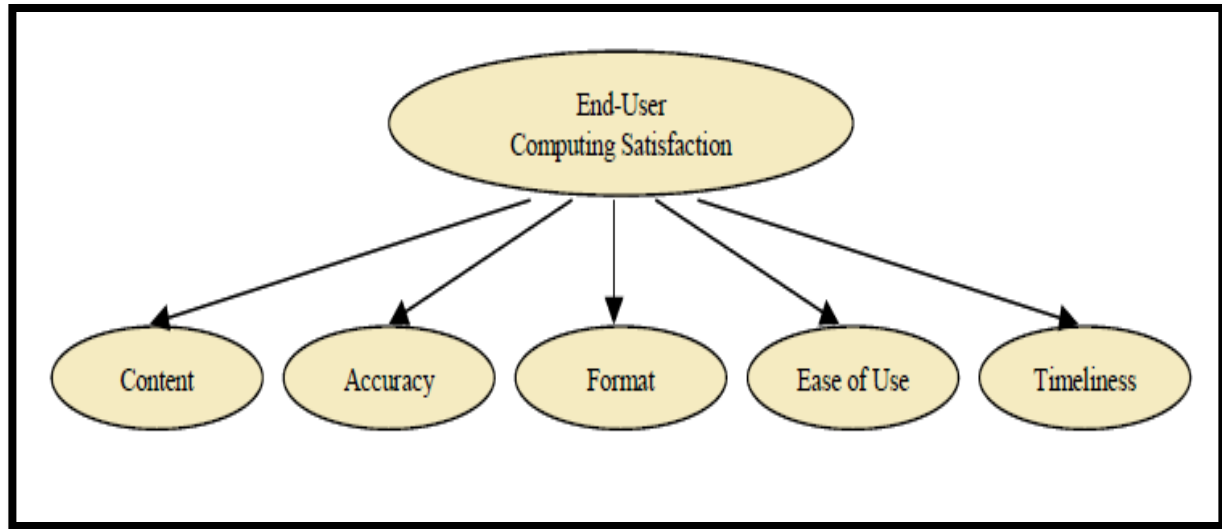 End-User
Computing Satisfaction
Content
Accuracy
Format
Ease of Use
Timeliness